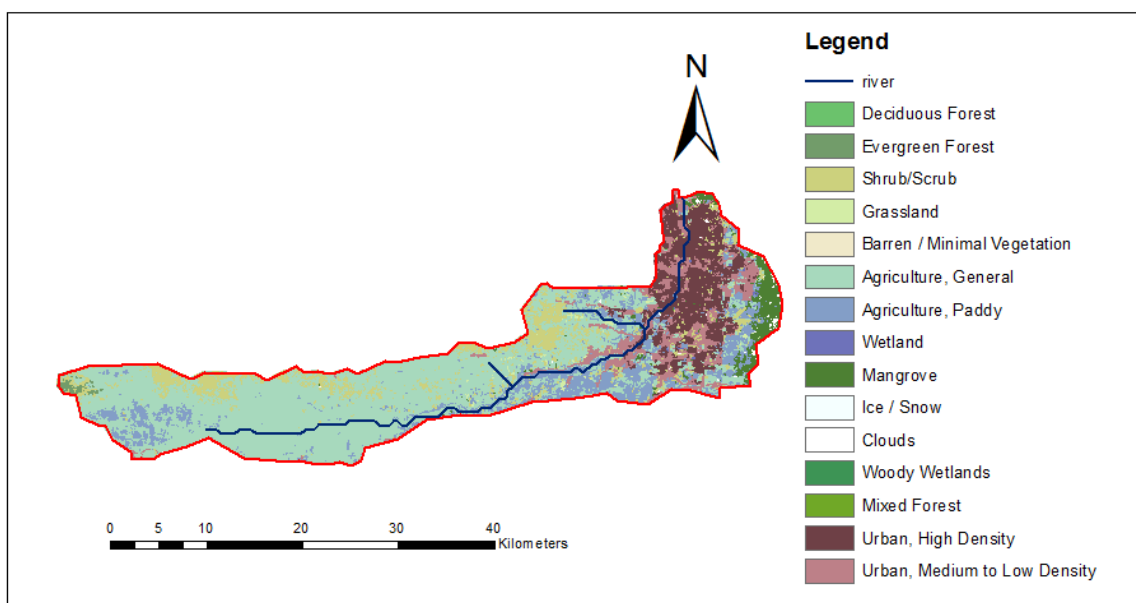 Legend
N
river
Deciduous Forest
Evergreen Forest
Shrub/Scrub
Grassland
Barren / Minimal Vegetation
Agriculture, General
Agriculture, Paddy
Wetland
Mangrove
Ice / Snow
Clouds
Woody Wetlands
Mixed Forest
Urban, High Density
Urban, Medium to Low Density
0 5 10 20 30 40
Kilometers